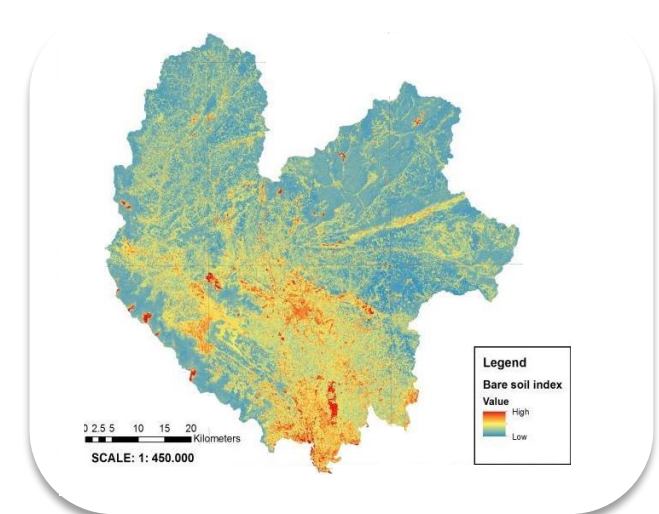 Legend
Bare soil index
Value
High
Low
0 2.5 5 10 15 20
Kilometers
SCALE: 1: 450.000